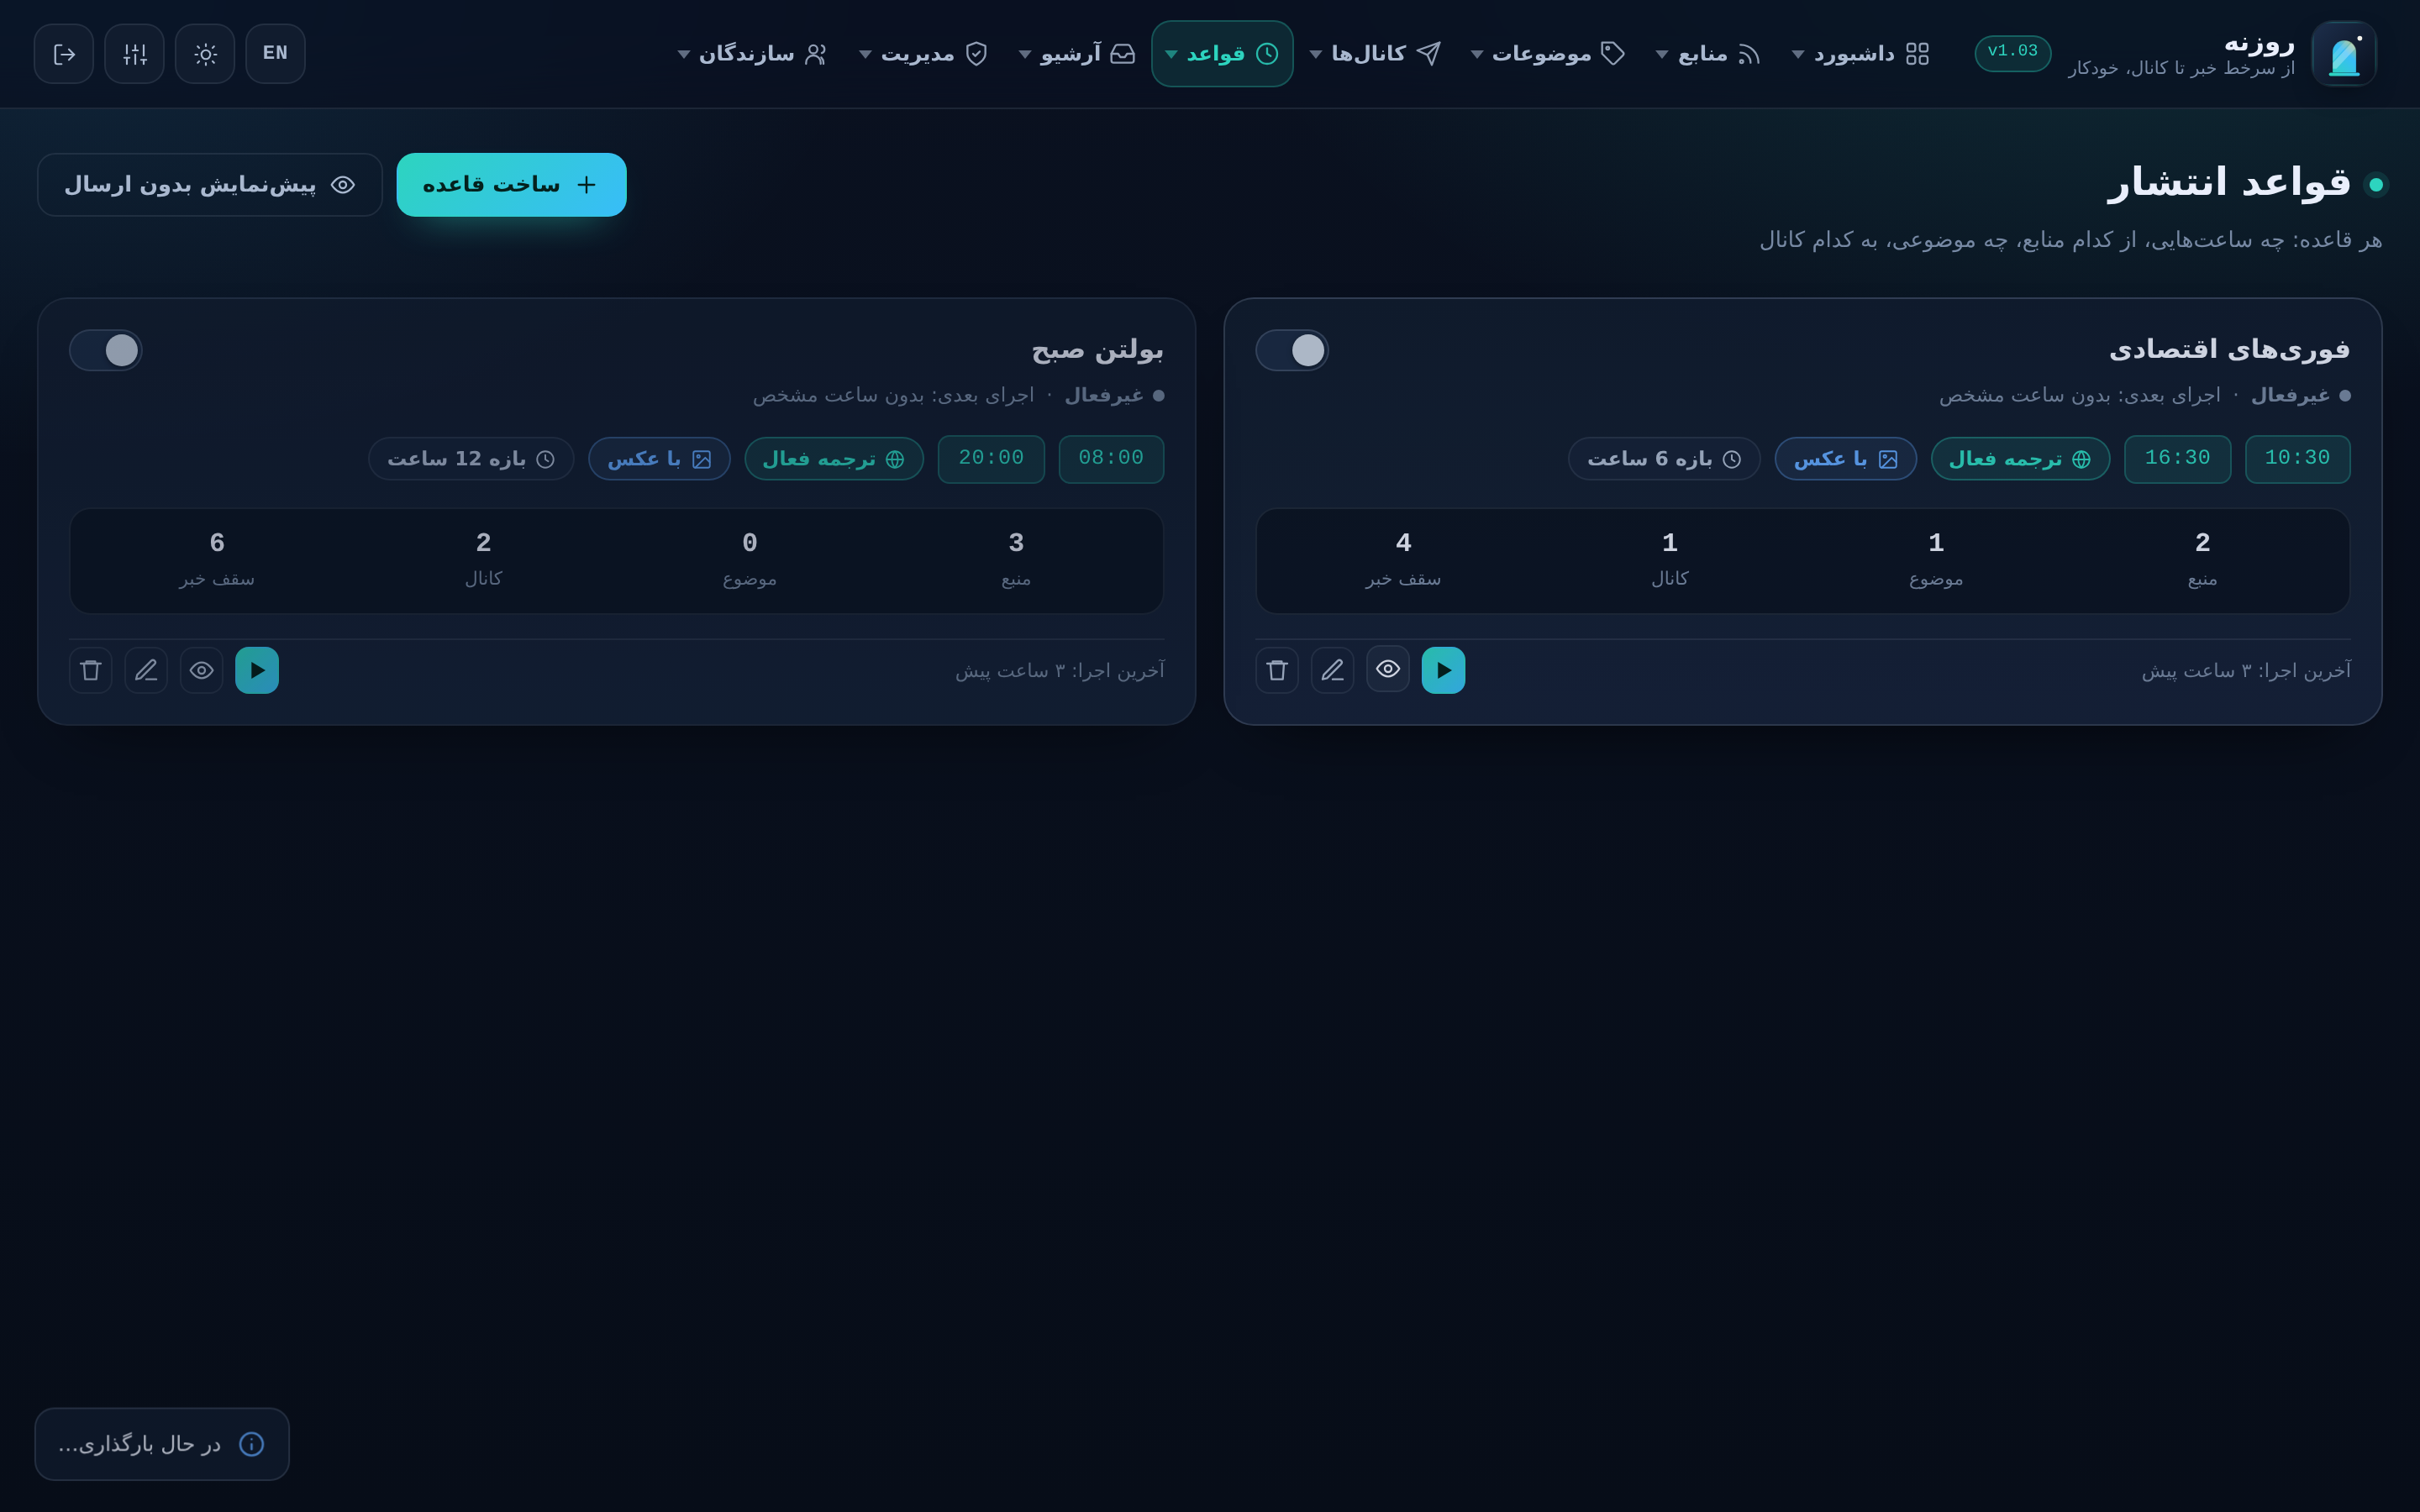 روزنه
از سرخط خبر تا کانال، خودکار
v1.03
داشبورد
منابع
موضوعات
کانال‌ها
قواعد
آرشیو
مدیریت
سازندگان
EN
قواعد انتشار
هر قاعده: چه ساعت‌هایی، از کدام منابع، چه موضوعی، به کدام کانال
ساخت قاعده
پیش‌نمایش بدون ارسال
فوری‌های اقتصادی
غیرفعال · اجرای بعدی: بدون ساعت مشخص
10:30 16:30 ترجمه فعال با عکس بازه 6 ساعت
2 1 1 4
منبع موضوع کانال سقف خبر
آخرین اجرا: ۳ ساعت پیش
بولتن صبح
غیرفعال · اجرای بعدی: بدون ساعت مشخص
08:00 20:00 ترجمه فعال با عکس بازه 12 ساعت
3 0 2 6
منبع موضوع کانال سقف خبر
آخرین اجرا: ۳ ساعت پیش
در حال بارگذاری...